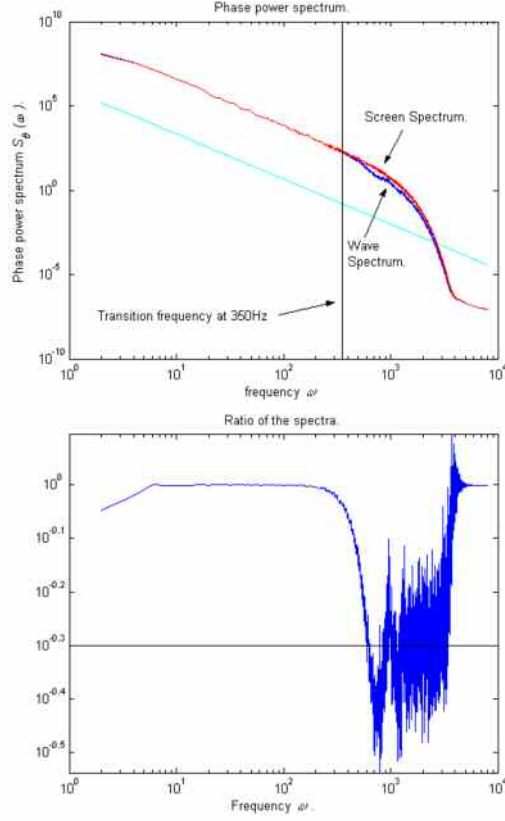 Phase power spectrum.
10^10
10^5
10^0
10^-5
10^-10
Phase power spectrum S_θ(ω).
Screen Spectrum.
Wave
Spectrum.
Transition frequency at 350Hz
10^0
10^1
10^2
10^3
10^4
frequency ω
Ratio of the spectra.
10^0
10^-0.1
10^-0.2
10^-0.3
10^-0.4
10^-0.5
10^0
10^1
10^2
10^3
10^4
Frequency ω.